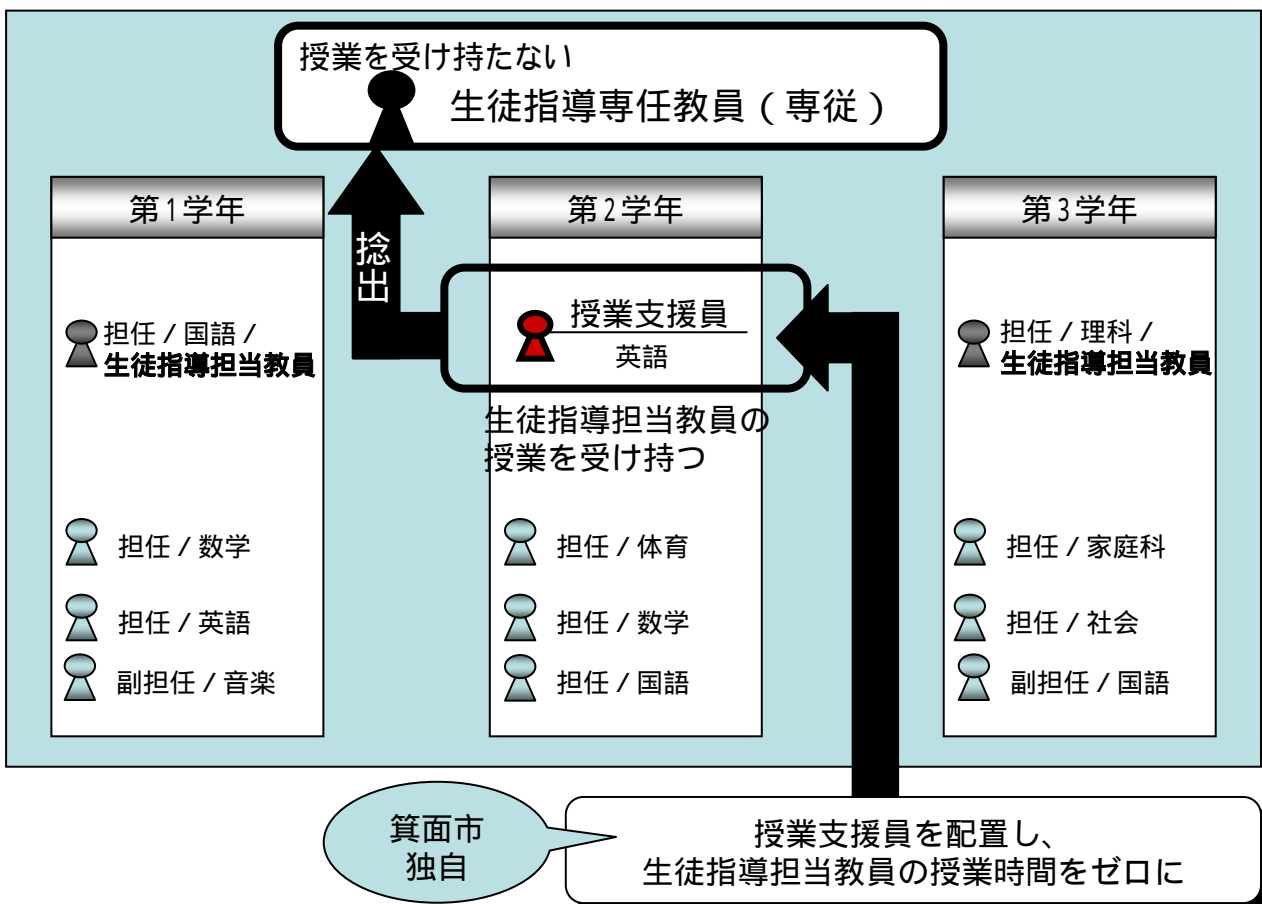 授業を受け持たない
生徒指導専任教員（専従）
第1学年
担任/国語/
生徒指導担当教員
担任/数学
担任/英語
副担任/音楽
捻出
第2学年
授業支援員
英語
生徒指導担当教員の
授業を受け持つ
担任/体育
担任/数学
担任/国語
第3学年
担任/理科/
生徒指導担当教員
担任/家庭科
担任/社会
副担任/国語
箕面市
独自
授業支援員を配置し、
生徒指導担当教員の授業時間をゼロに